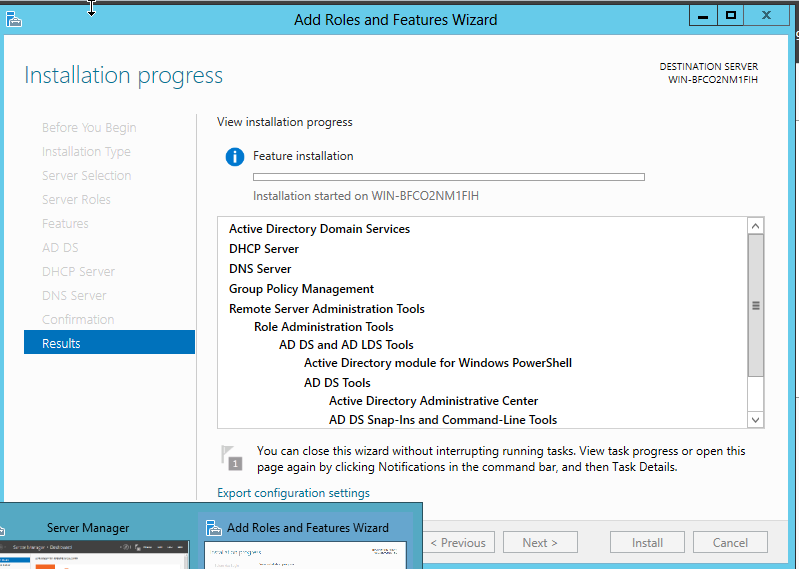 Add Roles and Features Wizard
Installation progress
DESTINATION SERVER
WIN-BFCO2NM1FIH
Before You Begin
Installation Type
Server Selection
Server Roles
Features
AD DS
DHCP Server
DNS Server
Confirmation
Results
View installation progress
Feature installation
Installation started on WIN-BFCO2NM1FIH
Active Directory Domain Services
DHCP Server
DNS Server
Group Policy Management
Remote Server Administration Tools
Role Administration Tools
AD DS and AD LDS Tools
Active Directory module for Windows PowerShell
AD DS Tools
Active Directory Administrative Center
AD DS Snap-Ins and Command-Line Tools
1
You can close this wizard without interrupting running tasks. View task progress or open this
page again by clicking Notifications in the command bar, and then Task Details.
Export configuration settings
< Previous
Next >
Install
Cancel
Server Manager
Add Roles and Features Wizard
Installation progress